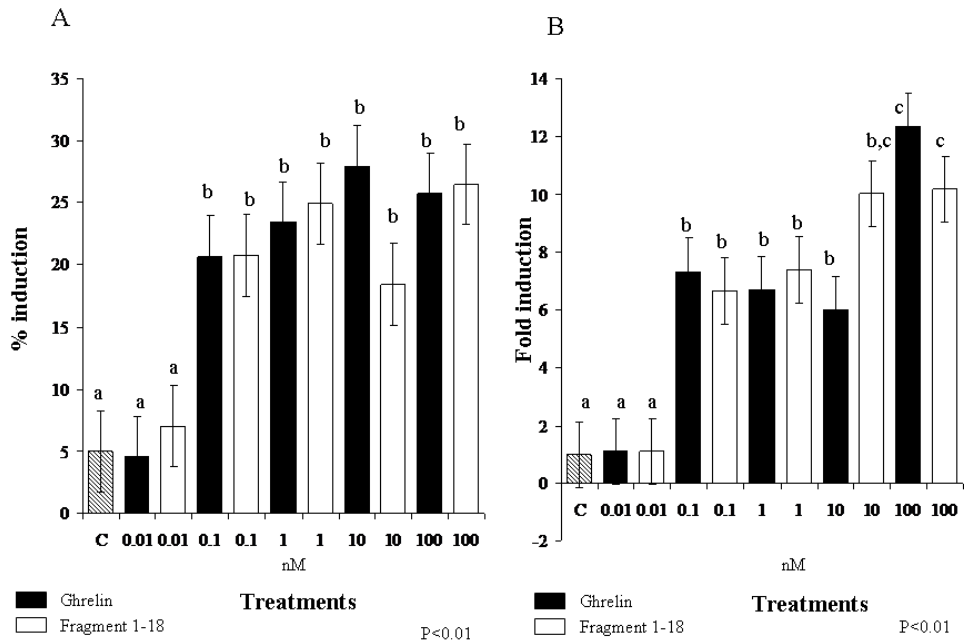 A
% induction
35
30
25
20
15
10
5
0
a
a
a
b
b
b
b
b
b
b
b
C 0.01 0.01 0.1 0.1 1 1 10 10 100 100
nM
Treatments
Ghrelin
Fragment 1-18
P<0.01
B
Fold induction
14
12
10
8
6
4
2
0
-2
a
a
a
b
b
b
b
b
b,c
c
c
C 0.01 0.01 0.1 0.1 1 1 10 10 100 100
nM
Treatments
Ghrelin
Fragment 1-18
P<0.01